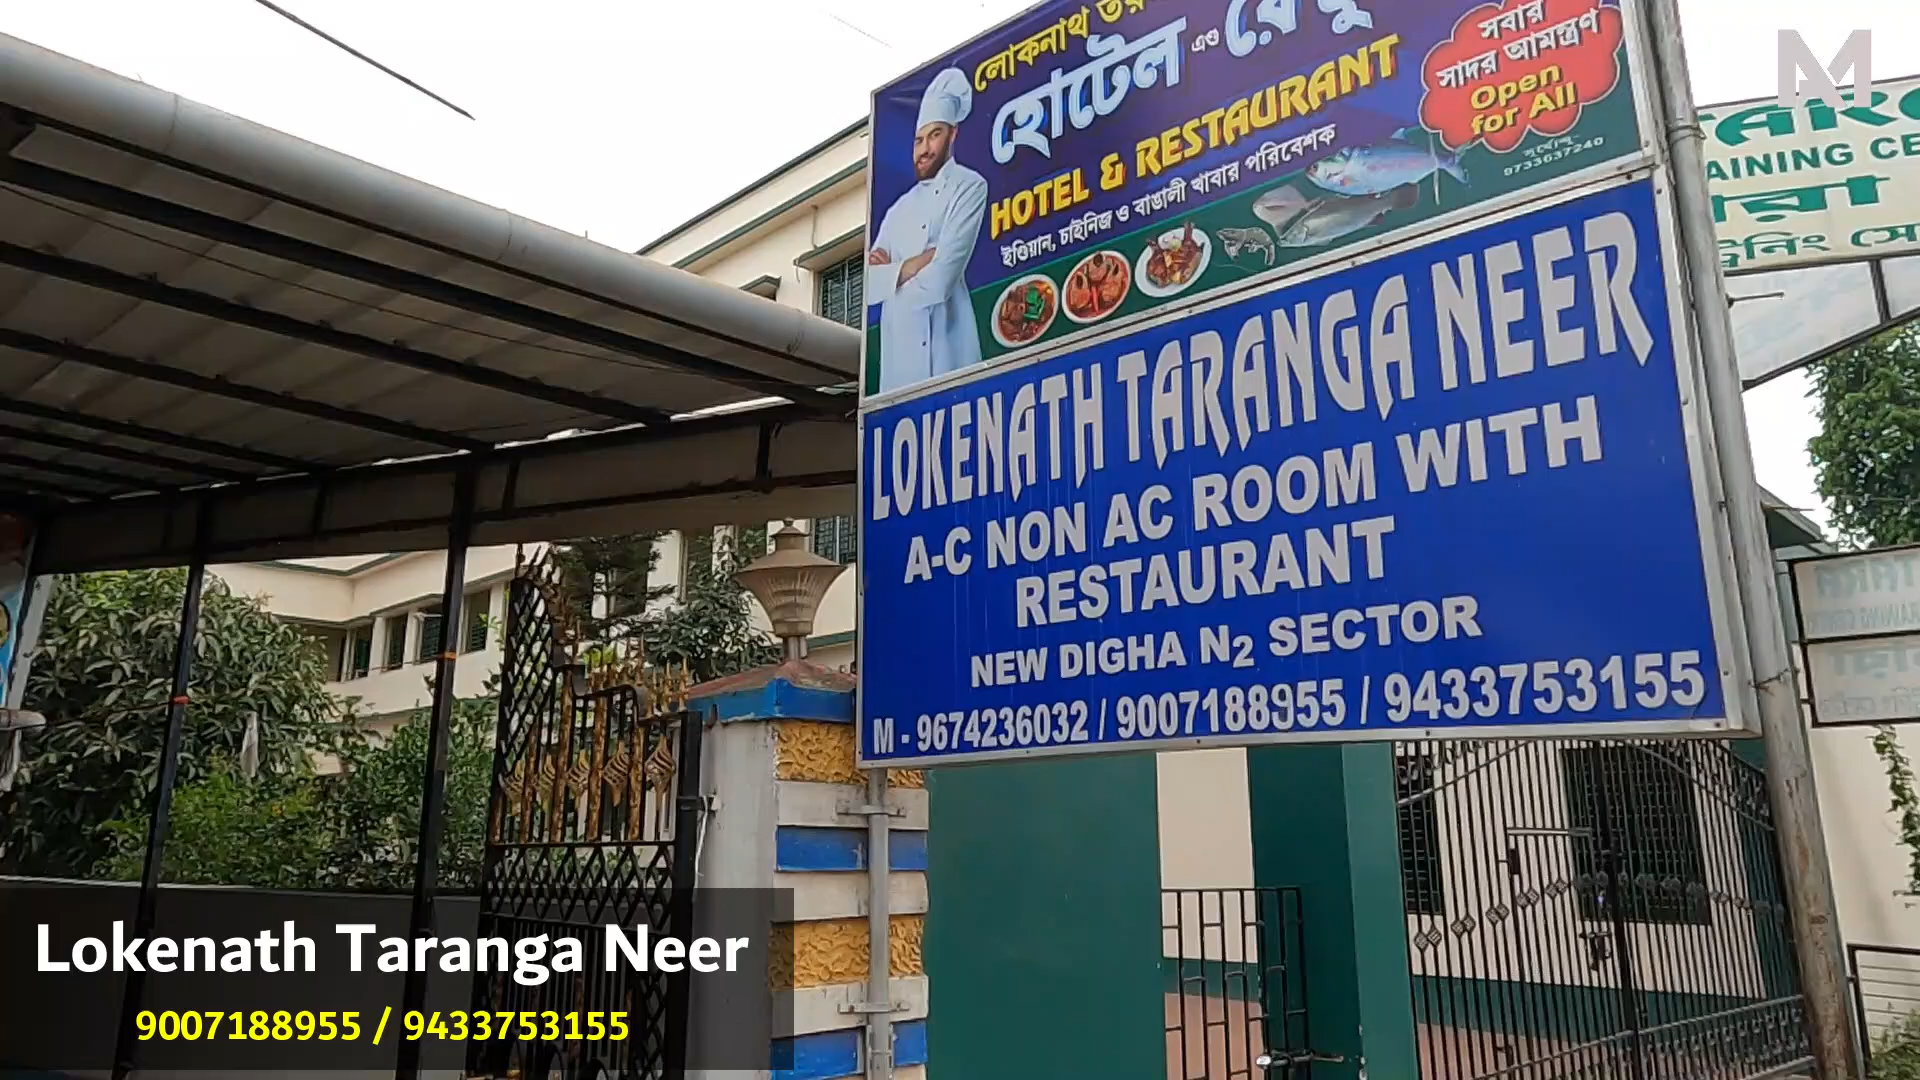 লোকনাথ
হোটেল এণ্ড
HOTEL & RESTAURANT
ইণ্ডিয়ান, চাইনিজ ও বাঙালী খাবার পরিবেশক
সবার
সাদর আমন্ত্রণ
Open
for All
9733637240
LOKENATH TARANGA NEER
A-C NON AC ROOM WITH
RESTAURANT
NEW DIGHA N2 SECTOR
M - 9674236032 / 9007188955 / 9433753155
AINING CE
Lokenath Taranga Neer
9007188955 / 9433753155